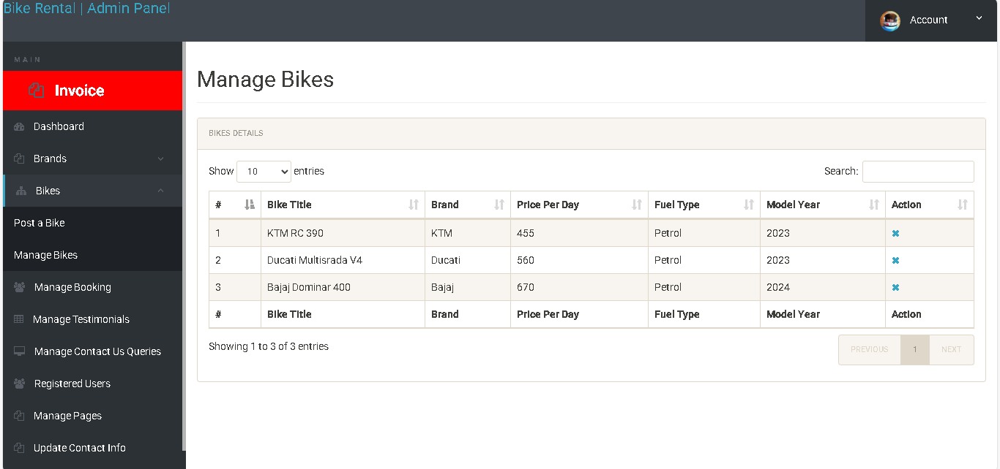 Bike Rental | Admin Panel
Account
MAIN
Invoice
Dashboard
Brands
Bikes
Post a Bike
Manage Bikes
Manage Booking
Manage Testimonials
Manage Contact Us Queries
Registered Users
Manage Pages
Update Contact Info
Manage Bikes
BIKES DETAILS
Show 10 entries
Search:
# Bike Title Brand Price Per Day Fuel Type Model Year Action
1 KTM RC 390 KTM 455 Petrol 2023
2 Ducati Multisrada V4 Ducati 560 Petrol 2023
3 Bajaj Dominar 400 Bajaj 670 Petrol 2024
# Bike Title Brand Price Per Day Fuel Type Model Year Action
Showing 1 to 3 of 3 entries
PREVIOUS 1 NEXT